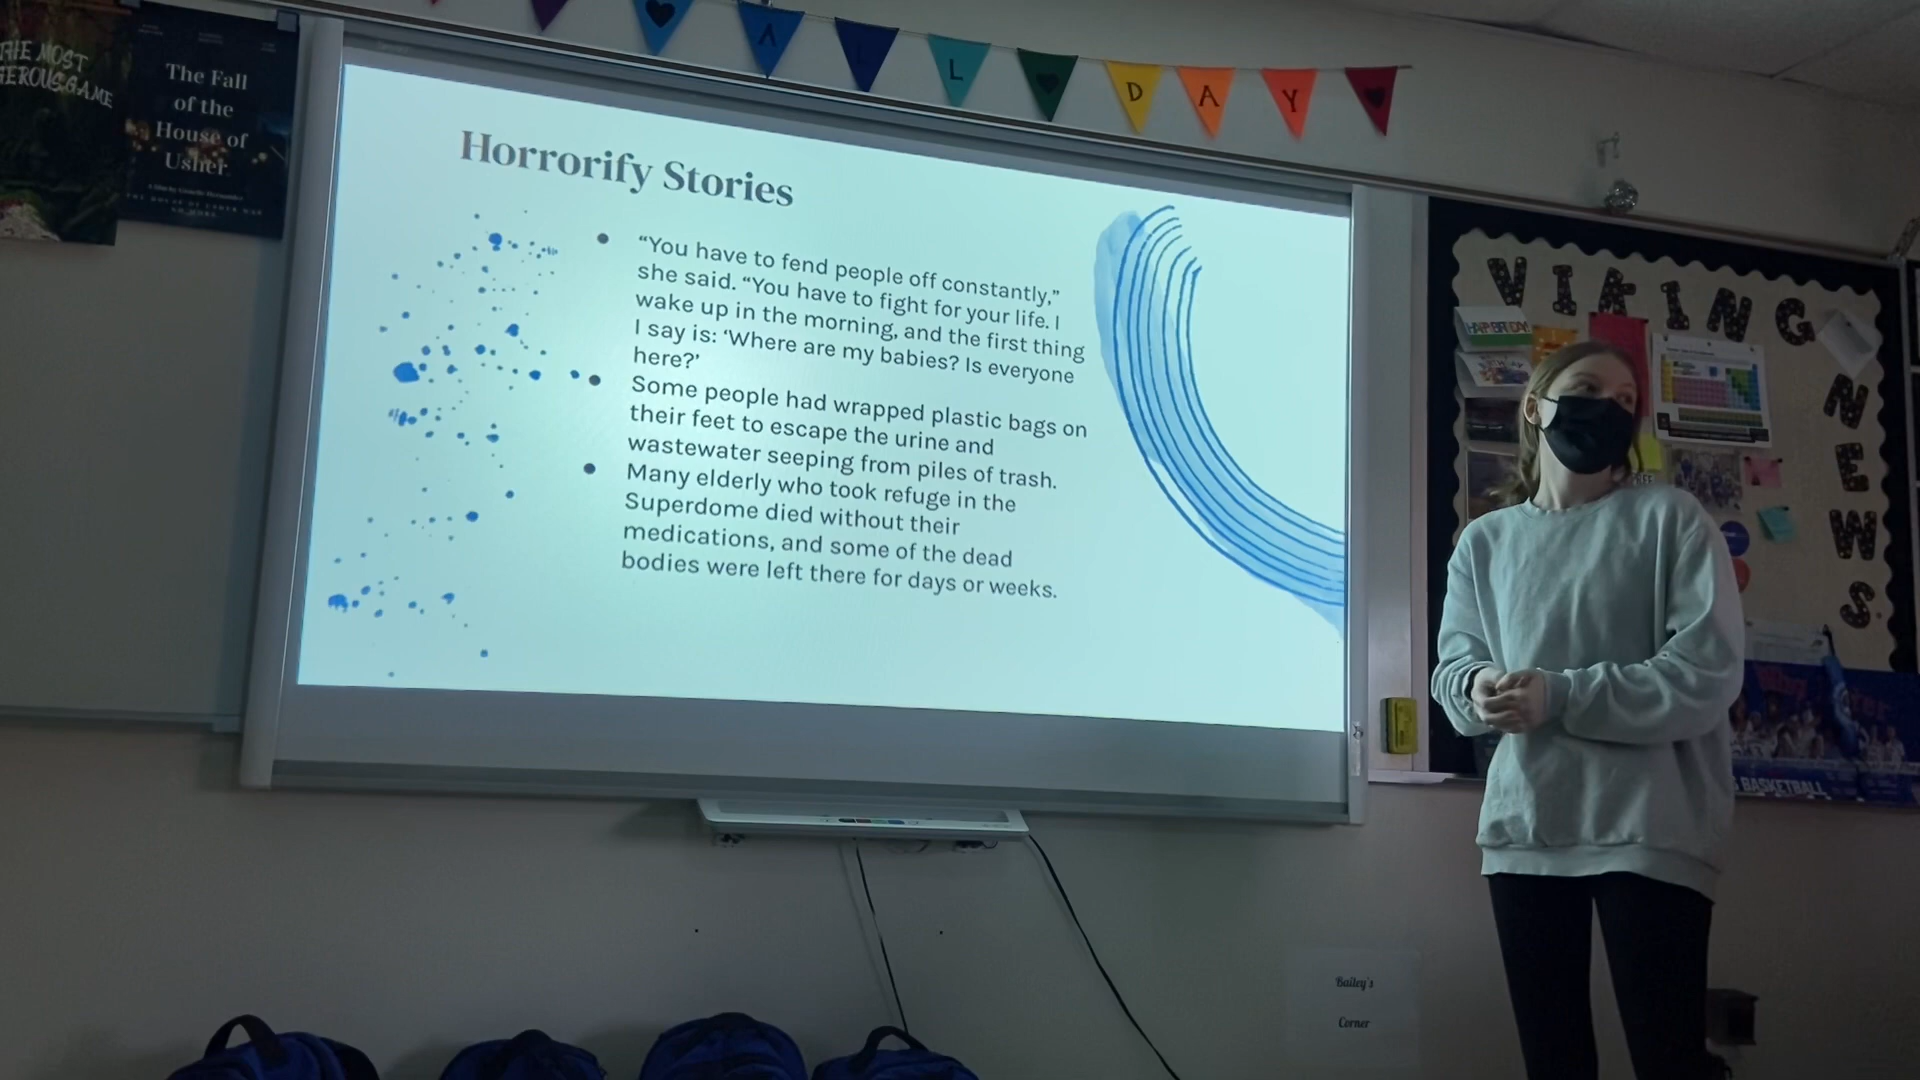 THE MOST
GEROUS GAME
The Fall
of the
House of
Usher
A L L D A Y
Horrorify Stories
“You have to fend people off constantly,”
she said. “You have to fight for your life. I
wake up in the morning, and the first thing
I say is: ‘Where are my babies? Is everyone
here?’
Some people had wrapped plastic bags on
their feet to escape the urine and
wastewater seeping from piles of trash.
Many elderly who took refuge in the
Superdome died without their
medications, and some of the dead
bodies were left there for days or weeks.
VIKING
NEWS
BASKETBALL
Bailey's
Corner